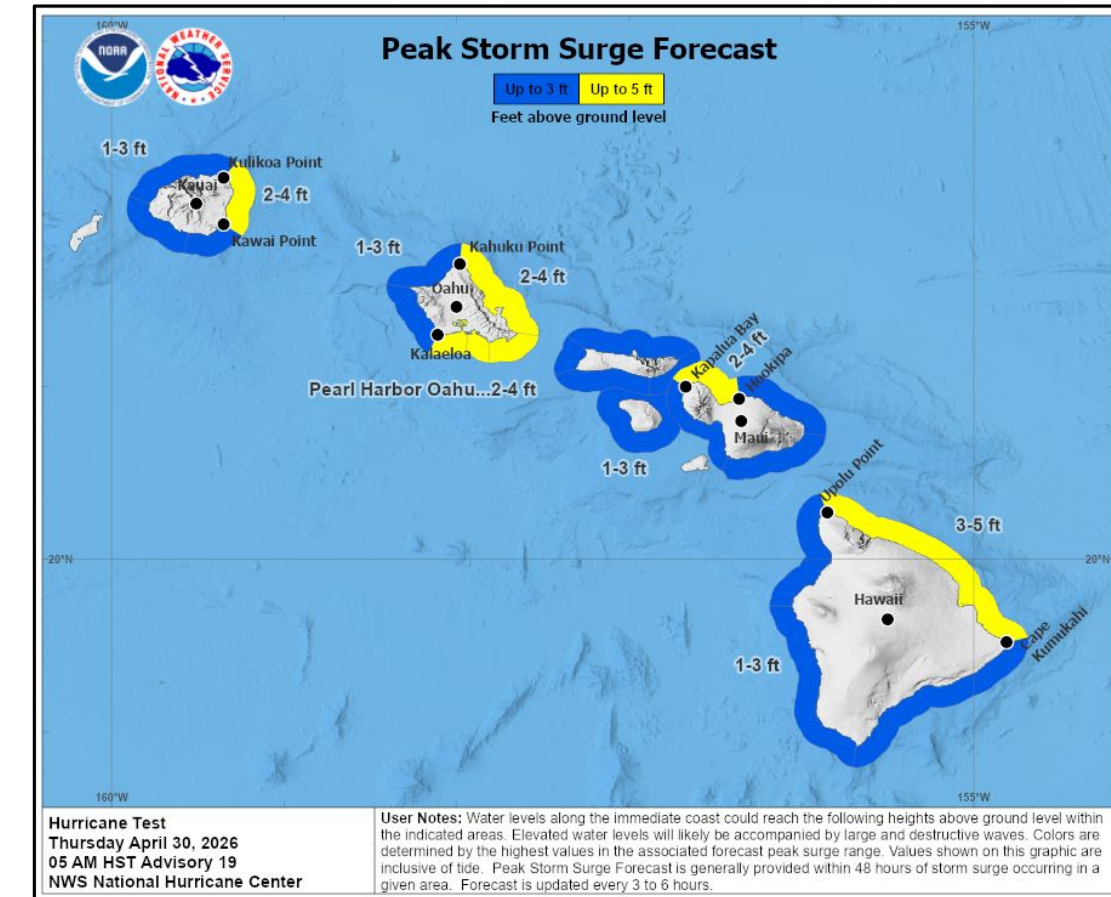 160°W
155°W
NOAA
NATIONAL WEATHER SERVICE
Peak Storm Surge Forecast
Up to 3 ft
Up to 5 ft
Feet above ground level
1-3 ft
Kulikoa Point
Kauai
2-4 ft
Kawai Point
1-3 ft
Kahuku Point
2-4 ft
Oahu
Kalaeloa
Pearl Harbor Oahu...2-4 ft
Kapalua Bay
2-4 ft
Hookipa
Maui
1-3 ft
Upolu Point
3-5 ft
20°N
20°N
Hawaii
Cape
Kumukahi
1-3 ft
160°W
155°W
Hurricane Test
Thursday April 30, 2026
05 AM HST Advisory 19
NWS National Hurricane Center
User Notes: Water levels along the immediate coast could reach the following heights above ground level within
the indicated areas. Elevated water levels will likely be accompanied by large and destructive waves. Colors are
determined by the highest values in the associated forecast peak surge range. Values shown on this graphic are
inclusive of tide.  Peak Storm Surge Forecast is generally provided within 48 hours of storm surge occurring in a
given area.  Forecast is updated every 3 to 6 hours.